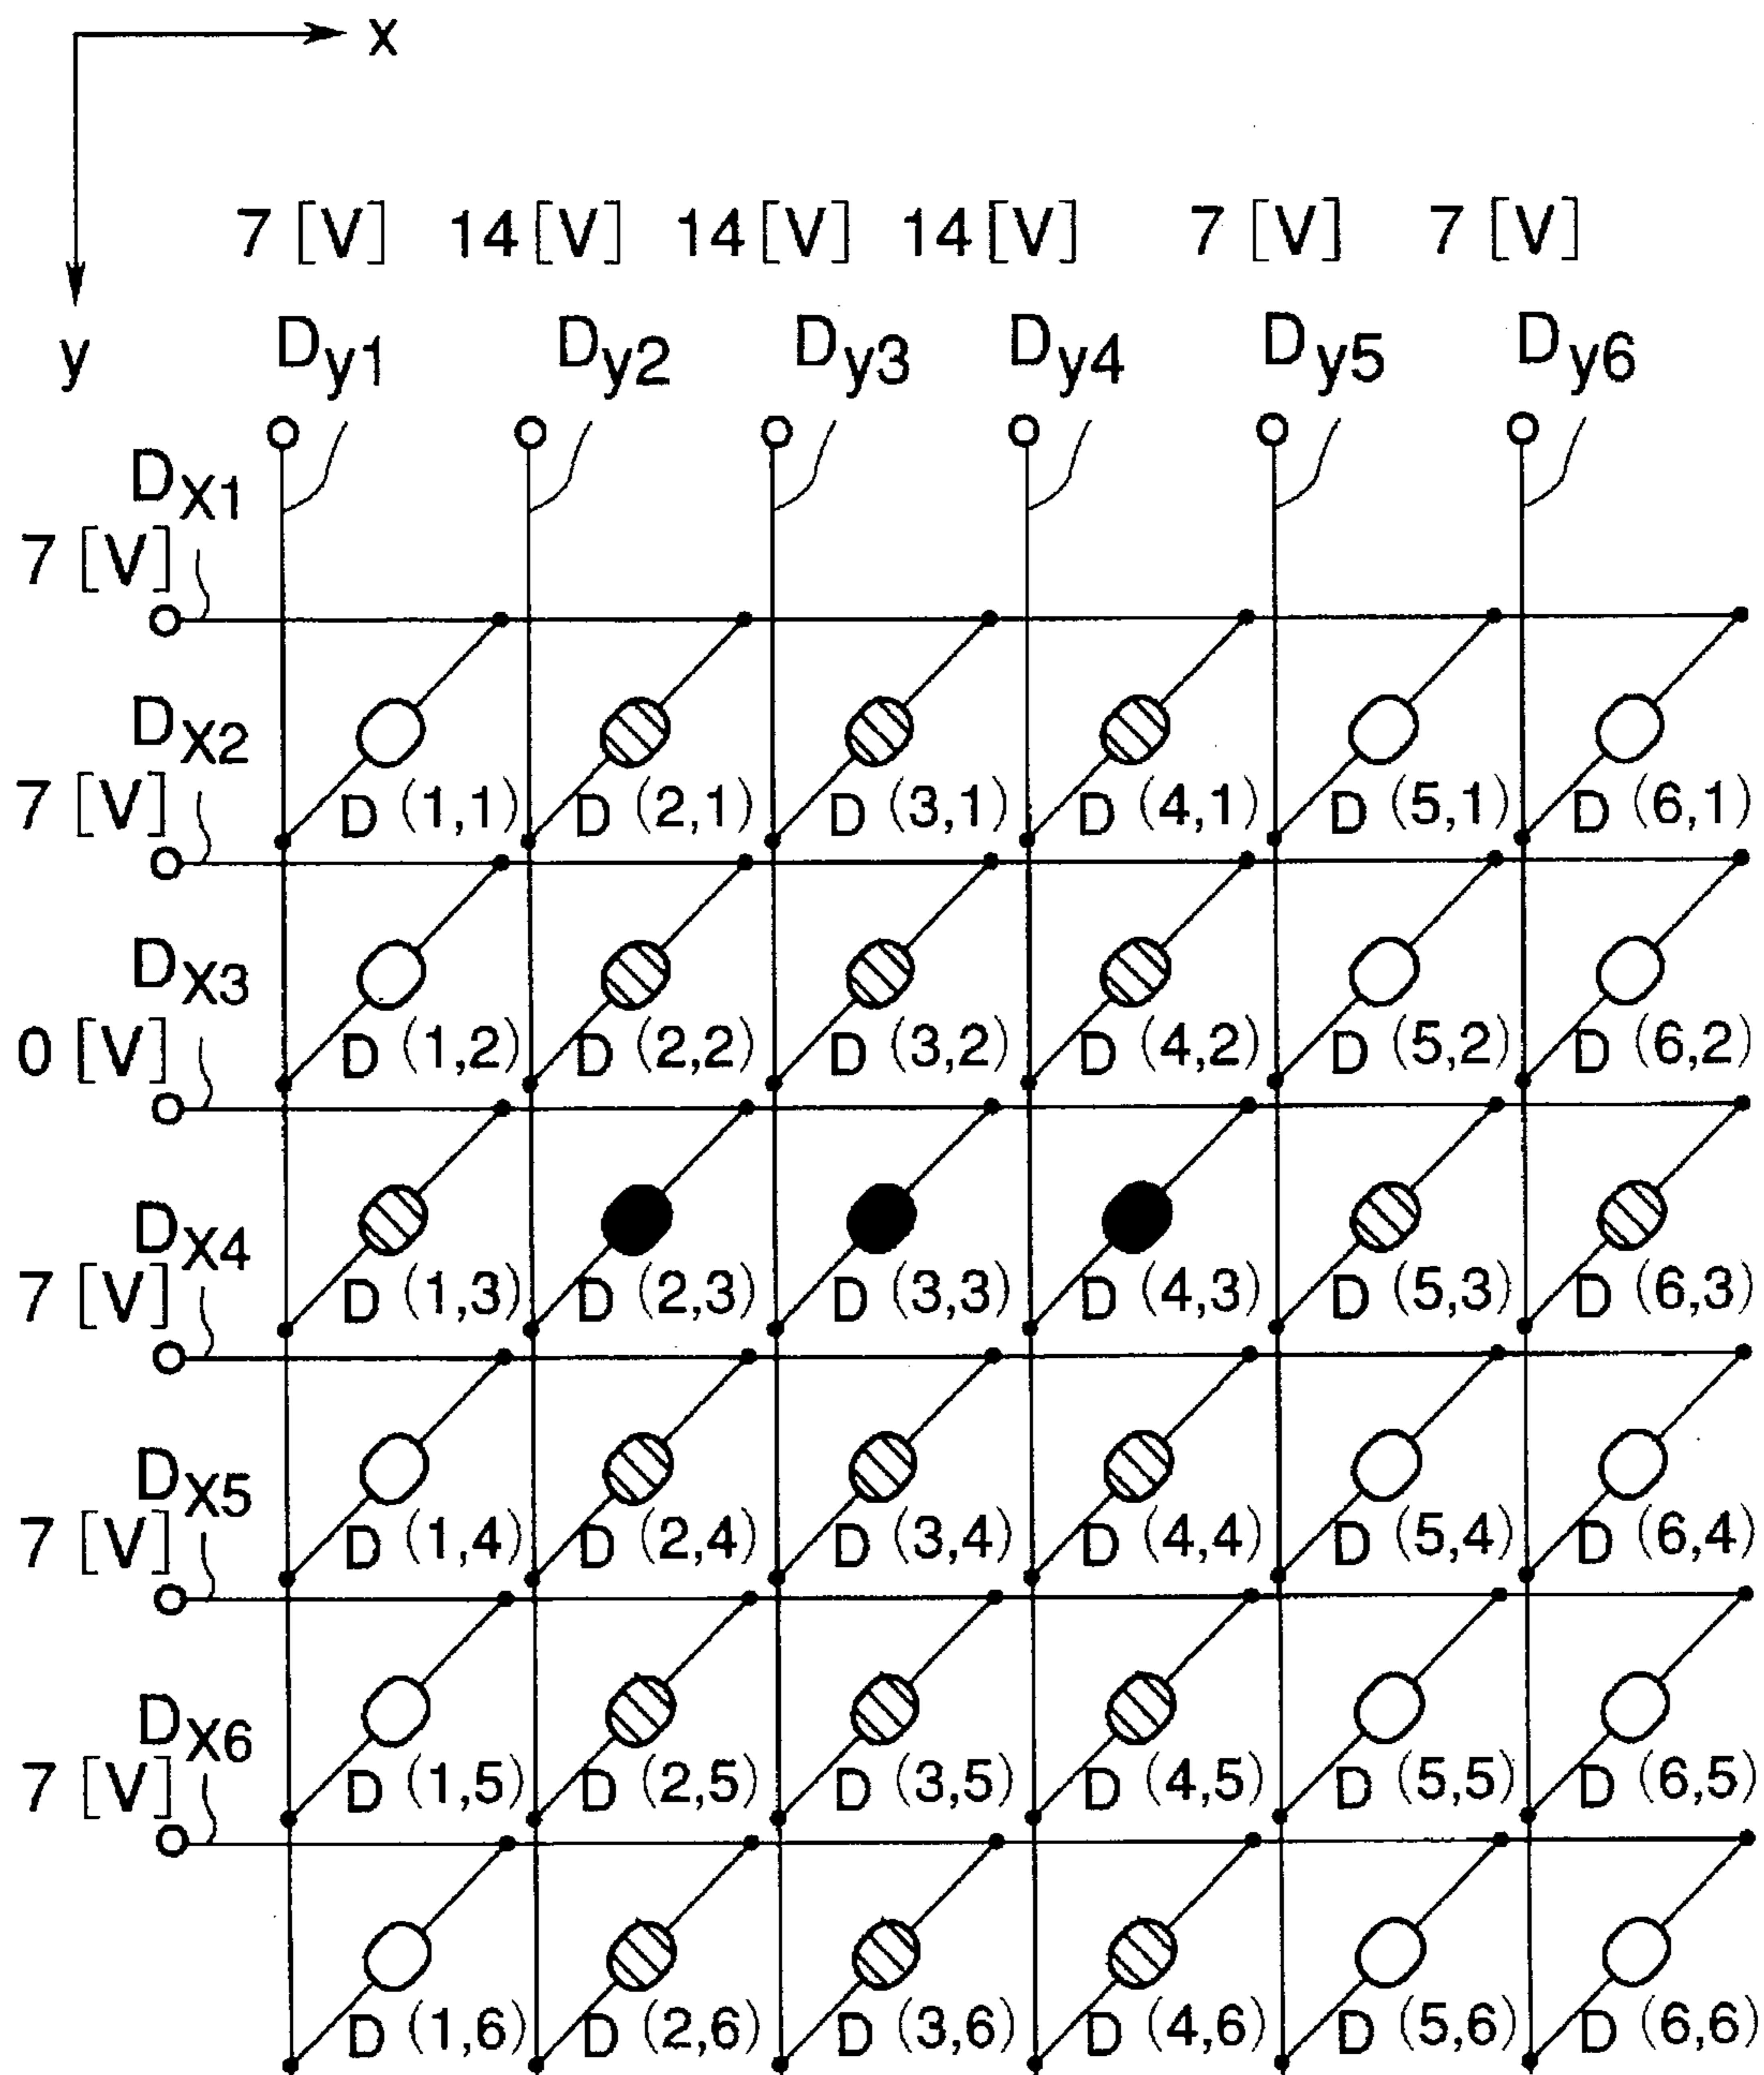 x
y
7 [V] 14 [V] 14 [V] 14 [V] 7 [V] 7 [V]
Dy1 Dy2 Dy3 Dy4 Dy5 Dy6
DX1
7 [V]
DX2
D (1,1) D (2,1) D (3,1) D (4,1) D (5,1) D (6,1)
7 [V]
DX3
D (1,2) D (2,2) D (3,2) D (4,2) D (5,2) D (6,2)
0 [V]
DX4
D (1,3) D (2,3) D (3,3) D (4,3) D (5,3) D (6,3)
7 [V]
DX5
D (1,4) D (2,4) D (3,4) D (4,4) D (5,4) D (6,4)
7 [V]
DX6
D (1,5) D (2,5) D (3,5) D (4,5) D (5,5) D (6,5)
7 [V]
D (1,6) D (2,6) D (3,6) D (4,6) D (5,6) D (6,6)